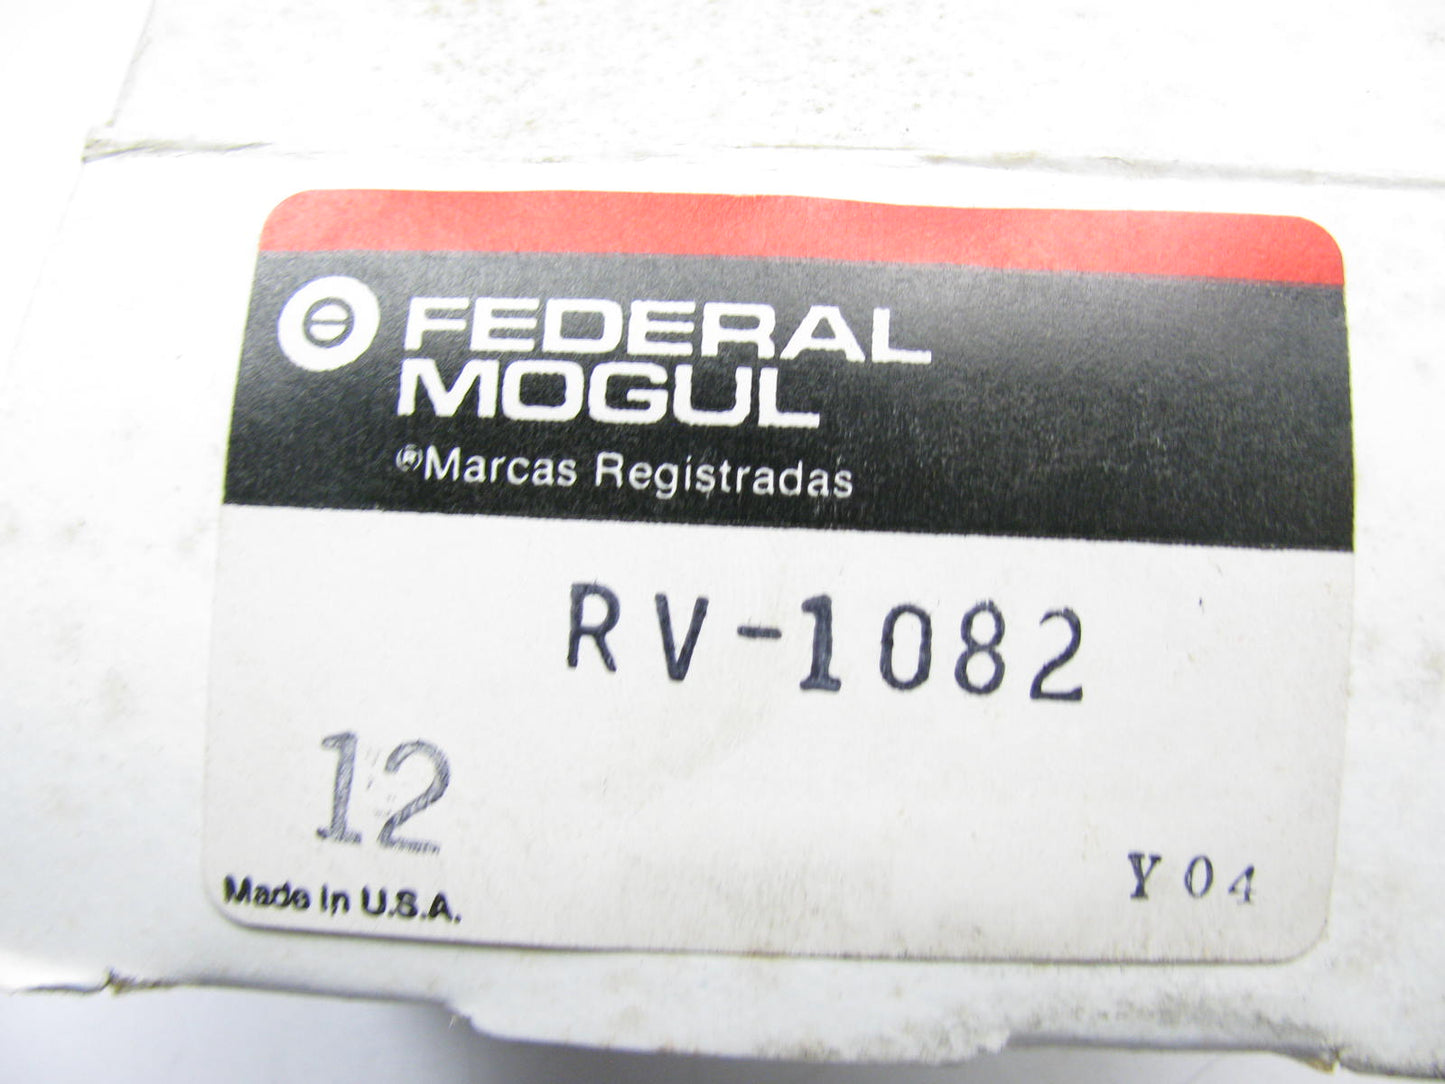 FEDERAL
MOGUL
®Marcas Registradas
RV-1082
12
Y04
Made In U.S.A.